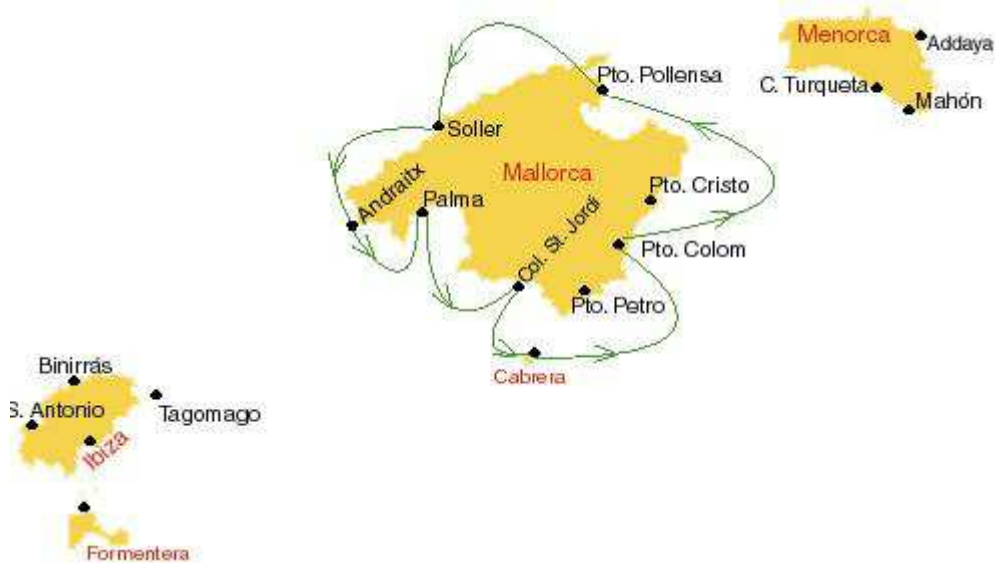 Menorca
Addaya
C. Turqueta
Mahón
Pto. Pollensa
Soller
Mallorca
Andraitx
Palma
Pto. Cristo
Col. St. Jordi
Pto. Colom
Pto. Petro
Cabrera
Binirrás
S. Antonio
Tagomago
Ibiza
Formentera